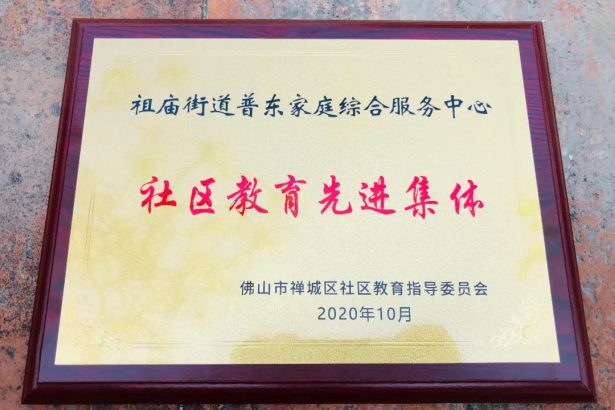 祖庙街道普东家庭综合服务中心
社区教育先进集体
佛山市禅城区社区教育指导委员会
2020年10月